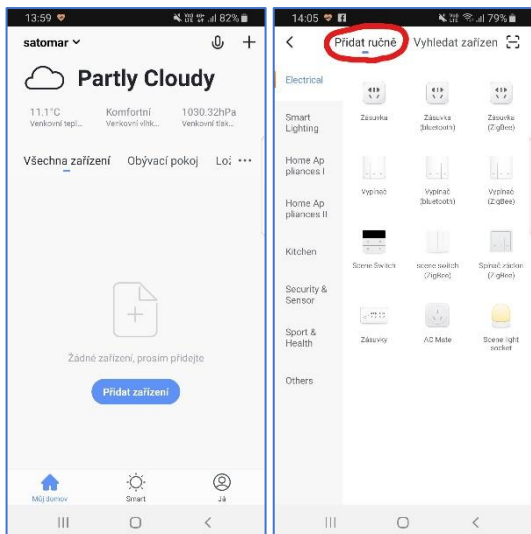 13:59
82%
satomar
Partly Cloudy
11.1°C Komfortní 1030.32hPa
Venkovní tepl... Venkovní vlhk... Venkovní tlak...
Všechna zařízení Obývací pokoj Lož ...
Žádné zařízení, prosím přidejte
Přidat zařízení
Můj domov Smart Já
14:05
79%
Přidat ručně Vyhledat zařízen
Electrical
Smart
Lighting
Home Ap
pliances I
Home Ap
pliances II
Kitchen
Security &
Sensor
Sport &
Health
Others
Zásuvka Zásuvka Zásuvka
(bluetooth) (ZigBee)
Vypínač Vypínač Vypínač
(bluetooth) (ZigBee)
Scene Switch scene switch Spínač záclon
(ZigBee) (ZigBee)
Zásuvky AC Mate Scene light
socket